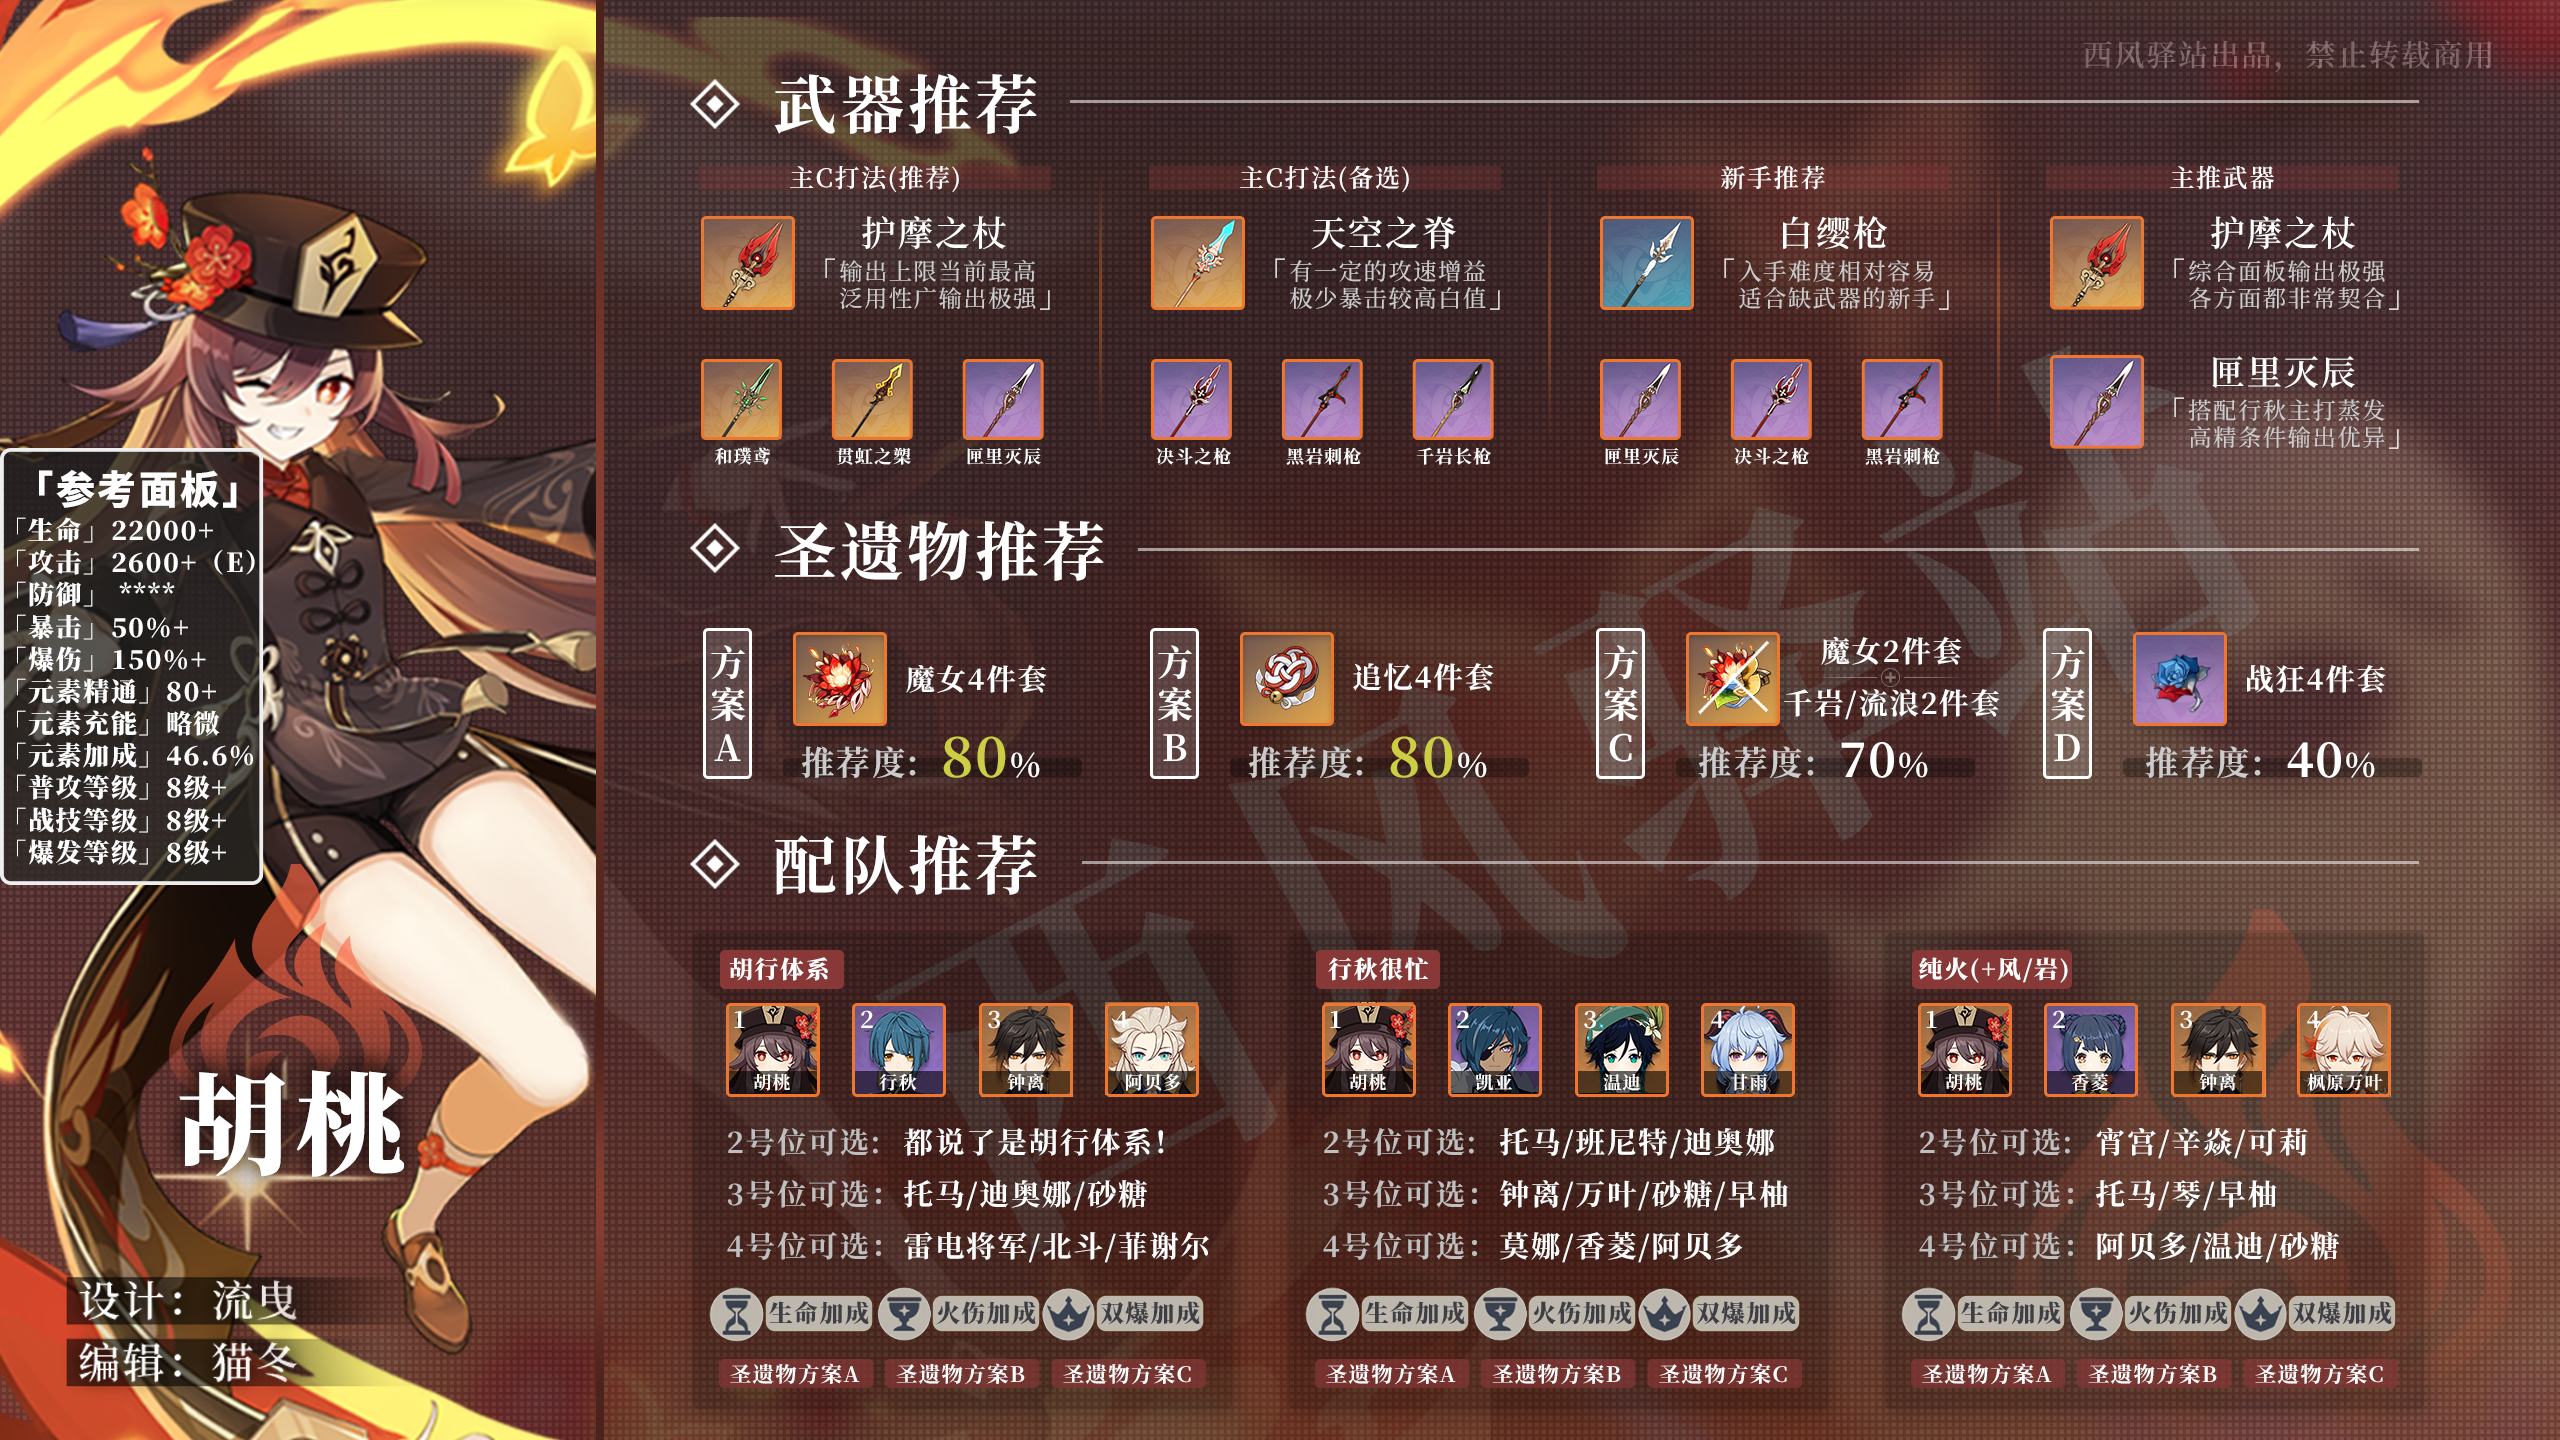 西风驿站出品，禁止转载商用
武器推荐
主C打法(推荐)
护摩之杖
「输出上限当前最高
泛用性广输出极强」
和璞鸢 贯虹之槊 匣里灭辰
主C打法(备选)
天空之脊
「有一定的攻速增益
极少暴击较高白值」
决斗之枪 黑岩刺枪 千岩长枪
新手推荐
白缨枪
「入手难度相对容易
适合缺武器的新手」
匣里灭辰 决斗之枪 黑岩刺枪
主推武器
护摩之杖
「综合面板输出极强
各方面都非常契合」
匣里灭辰
「搭配行秋主打蒸发
高精条件输出优异」
「参考面板」
「生命」22000+
「攻击」2600+（E）
「防御」 ****
「暴击」50%+
「爆伤」150%+
「元素精通」80+
「元素充能」略微
「元素加成」46.6%
「普攻等级」8级+
「战技等级」8级+
「爆发等级」8级+
胡桃
设计：流曳
编辑：猫冬
圣遗物推荐
方案A
魔女4件套
推荐度：80%
方案B
追忆4件套
推荐度：80%
方案C
魔女2件套
+
千岩/流浪2件套
推荐度：70%
方案D
战狂4件套
推荐度：40%
配队推荐
胡行体系
1 2 3 4
胡桃 行秋 钟离 阿贝多
2号位可选：都说了是胡行体系！
3号位可选：托马/迪奥娜/砂糖
4号位可选：雷电将军/北斗/菲谢尔
生命加成 火伤加成 双爆加成
圣遗物方案A 圣遗物方案B 圣遗物方案C
行秋很忙
1 2 3 4
胡桃 凯亚 温迪 甘雨
2号位可选：托马/班尼特/迪奥娜
3号位可选：钟离/万叶/砂糖/早柚
4号位可选：莫娜/香菱/阿贝多
生命加成 火伤加成 双爆加成
圣遗物方案A 圣遗物方案B 圣遗物方案C
纯火(+风/岩)
1 2 3 4
胡桃 香菱 钟离 枫原万叶
2号位可选：宵宫/辛焱/可莉
3号位可选：托马/琴/早柚
4号位可选：阿贝多/温迪/砂糖
生命加成 火伤加成 双爆加成
圣遗物方案A 圣遗物方案B 圣遗物方案C
西风驿站